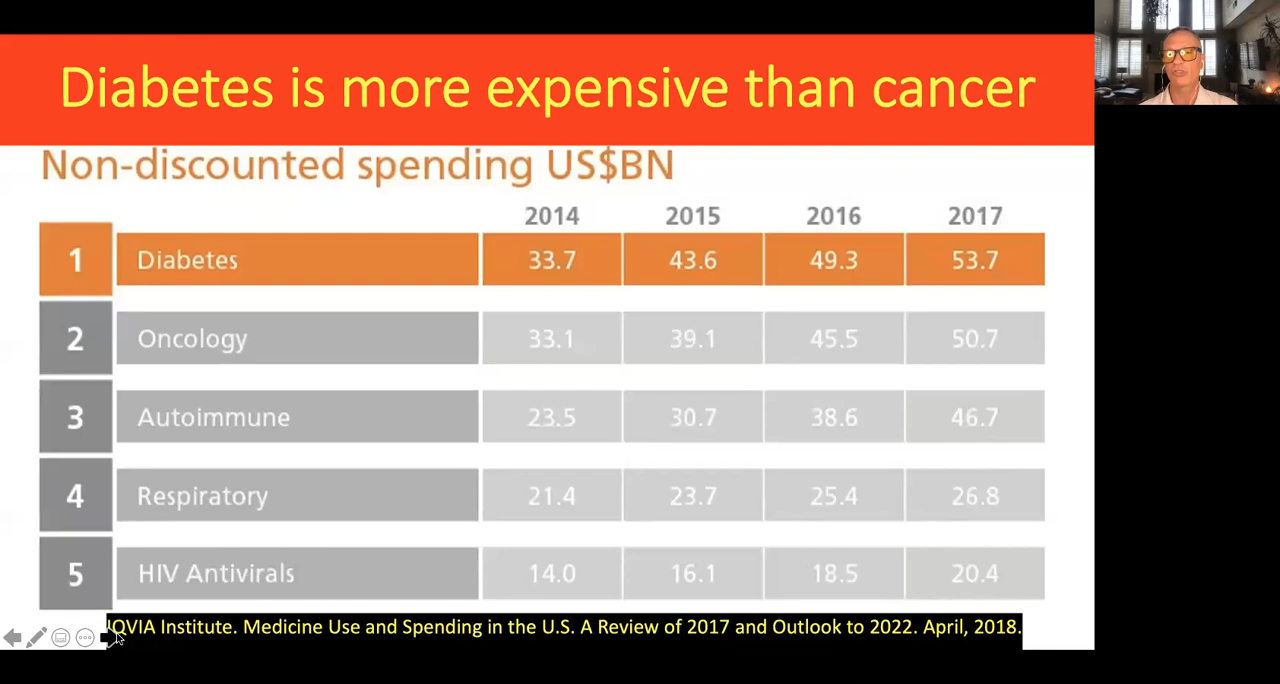 Diabetes is more expensive than cancer
Non-discounted spending US$BN
2014 2015 2016 2017
1 Diabetes 33.7 43.6 49.3 53.7
2 Oncology 33.1 39.1 45.5 50.7
3 Autoimmune 23.5 30.7 38.6 46.7
4 Respiratory 21.4 23.7 25.4 26.8
5 HIV Antivirals 14.0 16.1 18.5 20.4
IQVIA Institute. Medicine Use and Spending in the U.S. A Review of 2017 and Outlook to 2022. April, 2018.